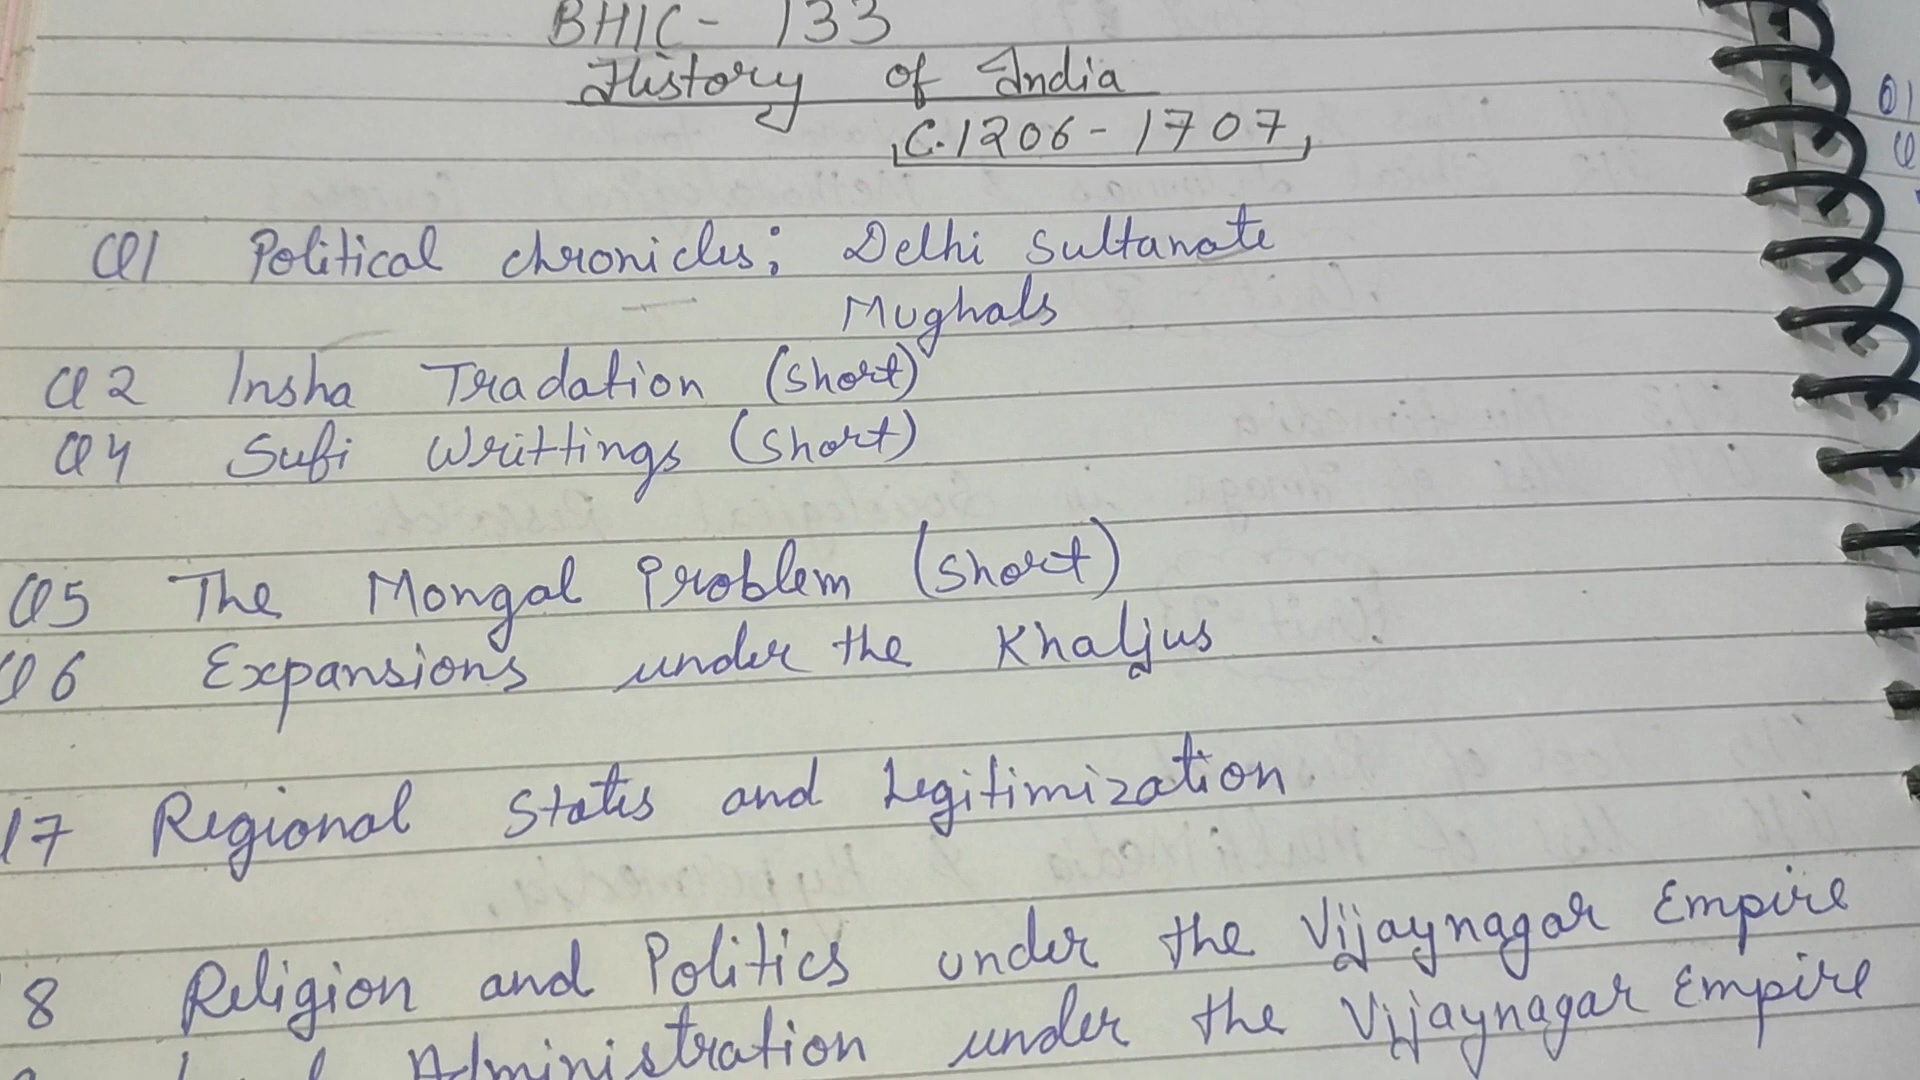 BHIC- 133
History of India
C.1206-1707
Q1 Political chronicles; Delhi Sultanate
Mughals
Q2 Insha Tradation (Short)
Q4 Sufi Writtings (Short)
Q5 The Mongal Problem (Short)
Q6 Expansions under the Khaljus
17 Regional States and Legitimization
8 Religion and Politics under the Vijaynagar Empire
Administration under the Vijjaynagar Empire
Q1